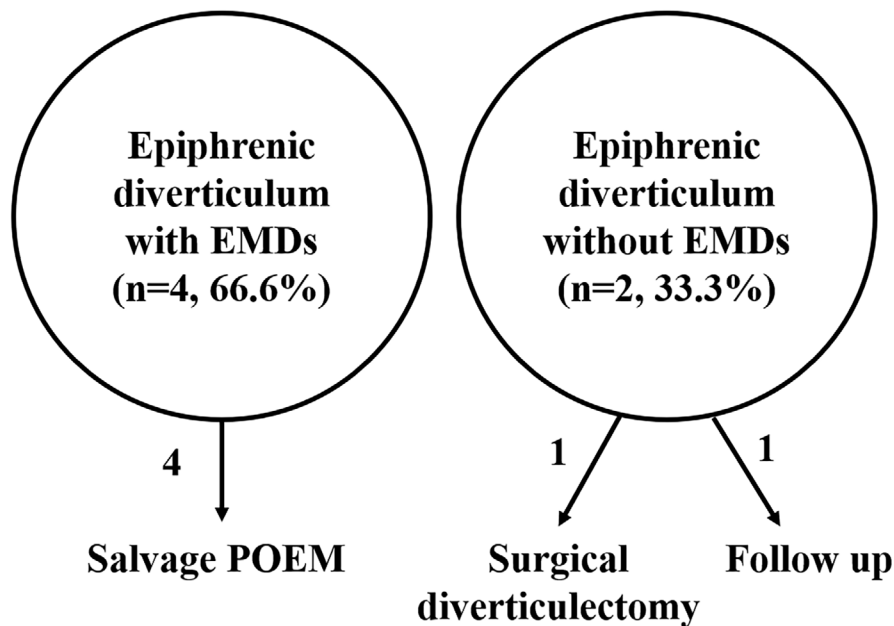 Epiphrenic
diverticulum
with EMDs
(n=4, 66.6%)
Epiphrenic
diverticulum
without EMDs
(n=2, 33.3%)
4
1
1
Salvage POEM
Surgical
diverticulectomy
Follow up